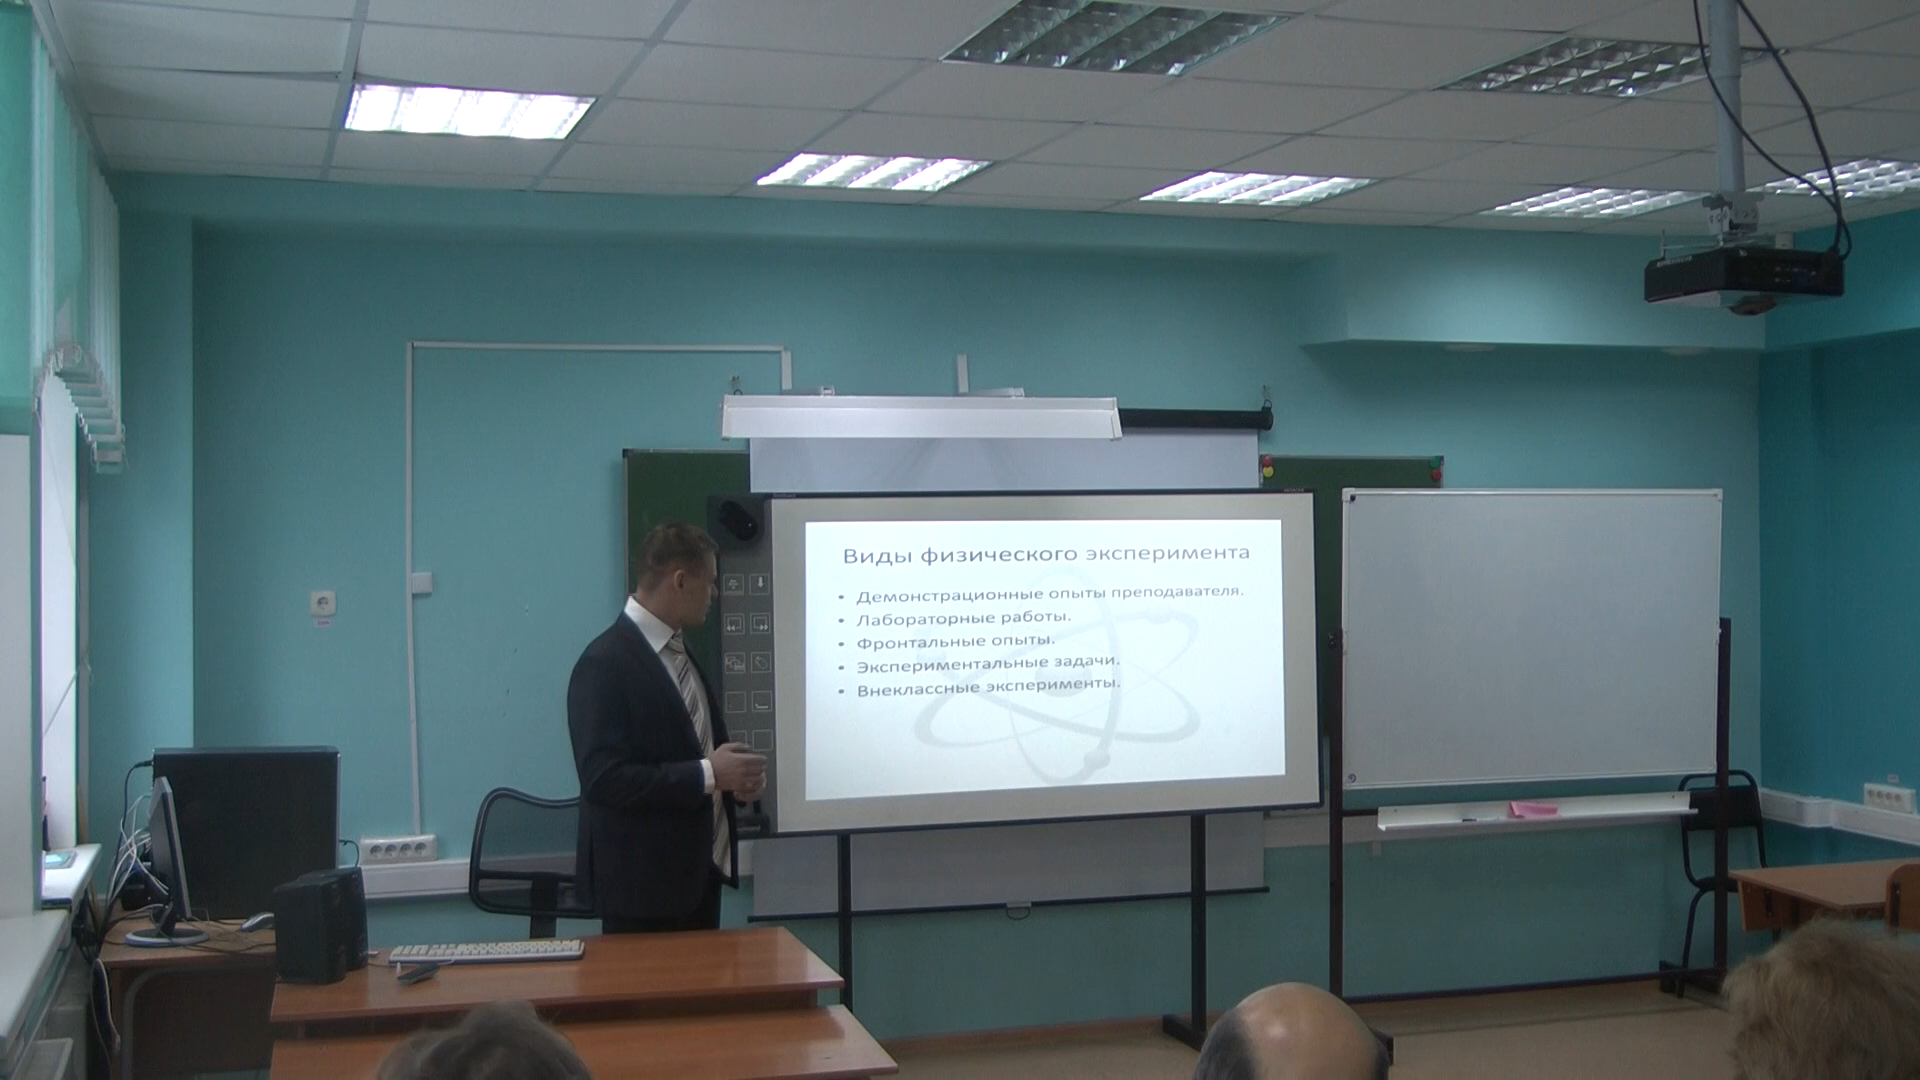 Виды физического эксперимента
• Демонстрационные опыты преподавателя.
• Лабораторные работы.
• Фронтальные опыты.
• Экспериментальные задачи.
• Внеклассные эксперименты.